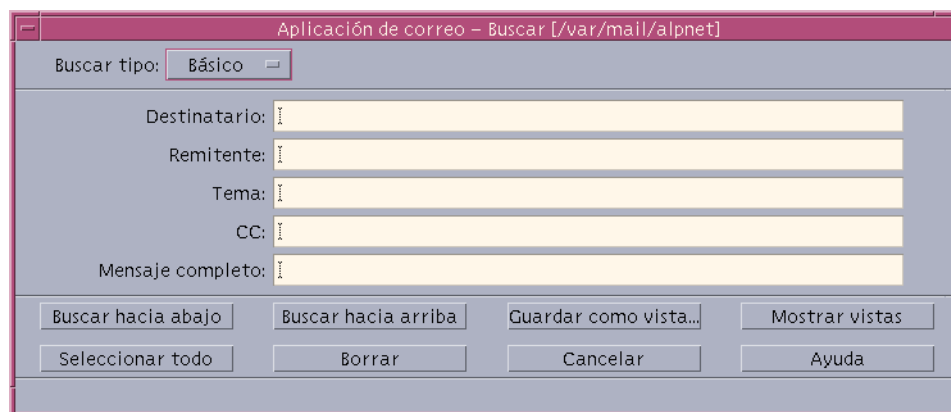 Aplicación de correo – Buscar [/var/mail/alpnet]
Buscar tipo: Básico
Destinatario:
Remitente:
Tema:
CC:
Mensaje completo:
Buscar hacia abajo Buscar hacia arriba Guardar como vista... Mostrar vistas
Seleccionar todo Borrar Cancelar Ayuda